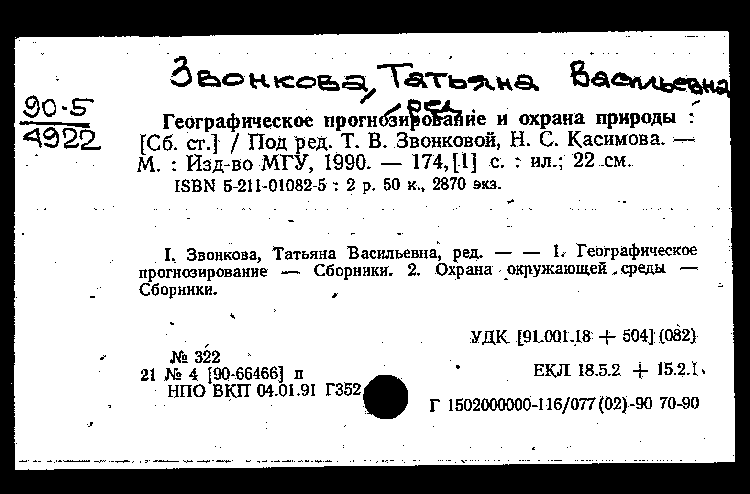 Звонкова, Татьяна Васильевна,
ред.
90-5
4922
Географическое прогнозирование и охрана природы :
[Сб. ст.] / Под ред. Т. В. Звонковой, Н. С. Касимова. —
М. : Изд-во МГУ, 1990. — 174,[1] с. : ил.; 22 см.
ISBN 5-211-01082-5 : 2 р. 50 к., 2870 экз.
I. Звонкова, Татьяна Васильевна, ред. — — 1. Географическое
прогнозирование — Сборники. 2. Охрана окружающей среды —
Сборники.
УДК [91.001.18 + 504] (082)
№ 322
21 № 4 [90-66466] п
ЕКЛ 18.5.2 + 15.2.1.
НПО ВКП 04.01.91 Г352
Г 1502000000-116/077(02)-90 70-90